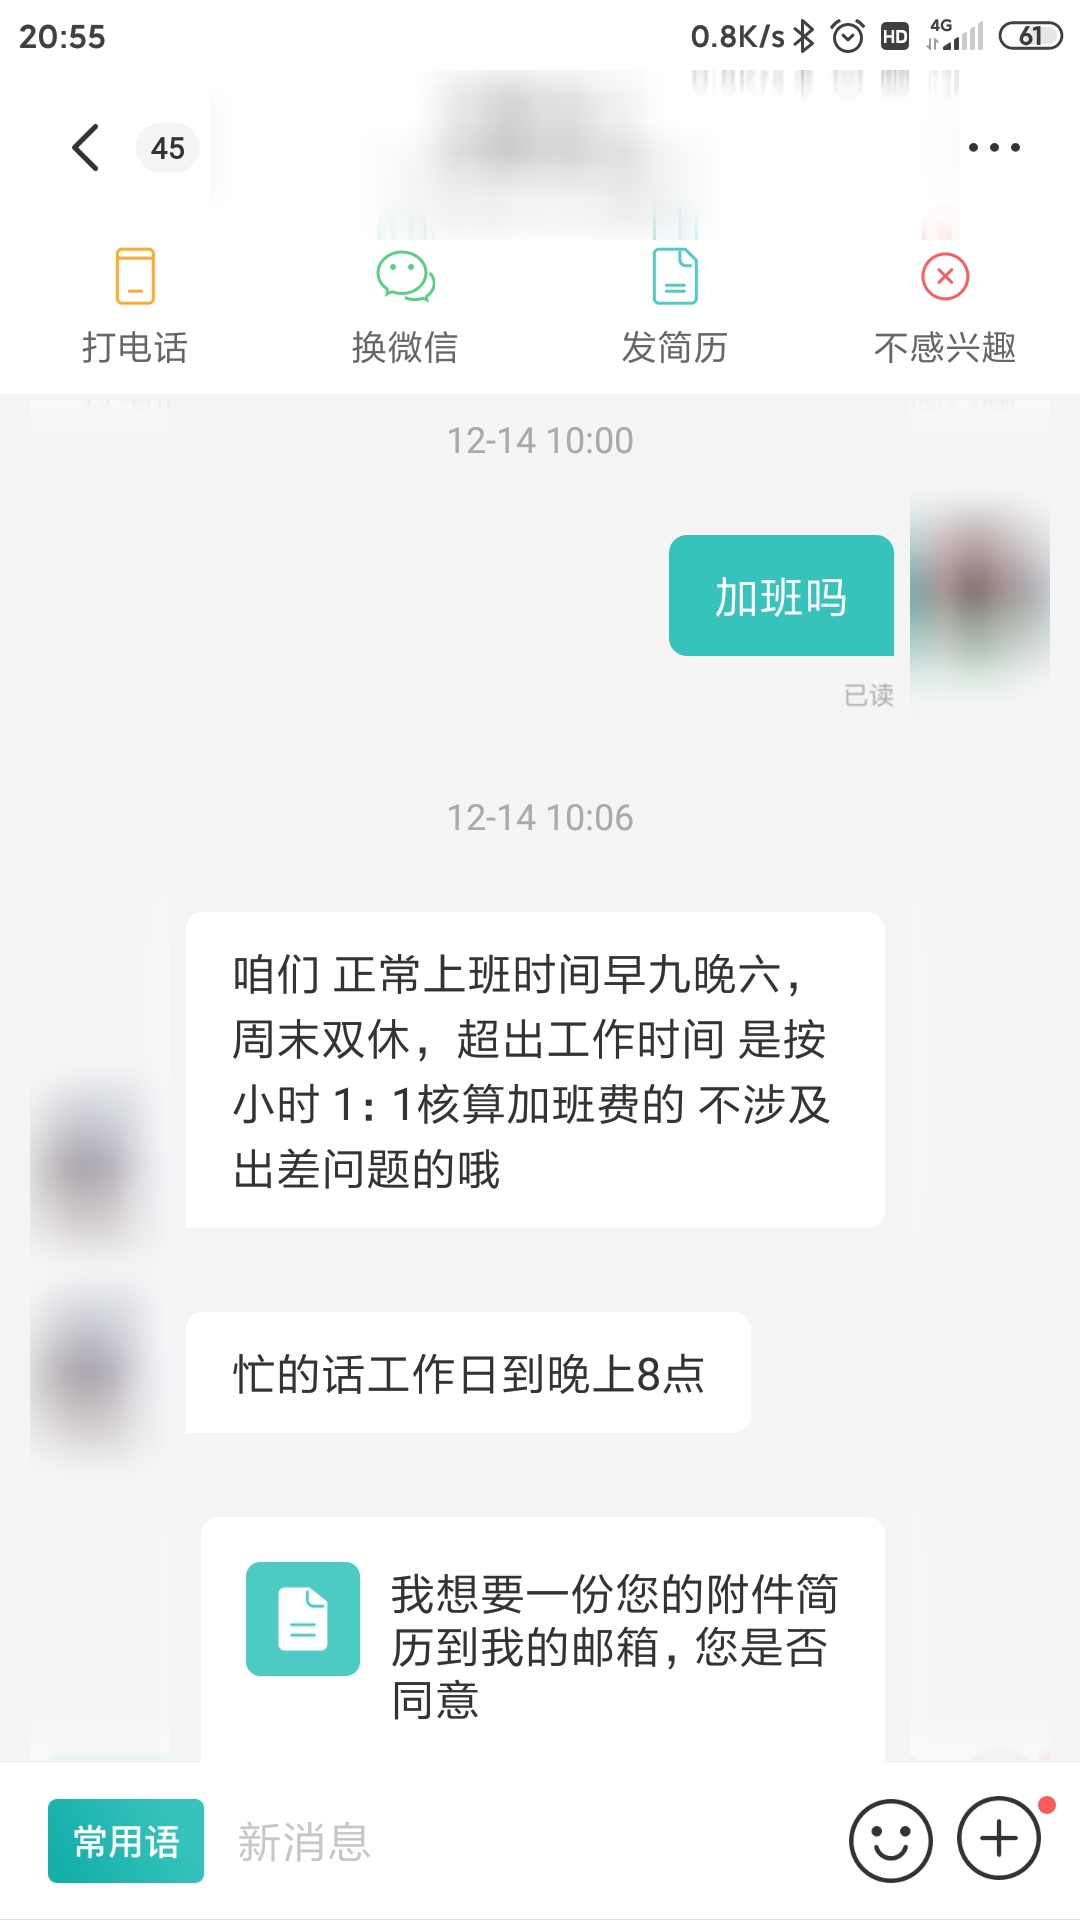 20:55
0.8K/s HD 4G 61
45
打电话 换微信 发简历 不感兴趣
12-14 10:00
加班吗
已读
12-14 10:06
咱们 正常上班时间早九晚六，
周末双休，超出工作时间 是按
小时 1：1核算加班费的 不涉及
出差问题的哦
忙的话工作日到晚上8点
我想要一份您的附件简
历到我的邮箱，您是否
同意
常用语 新消息